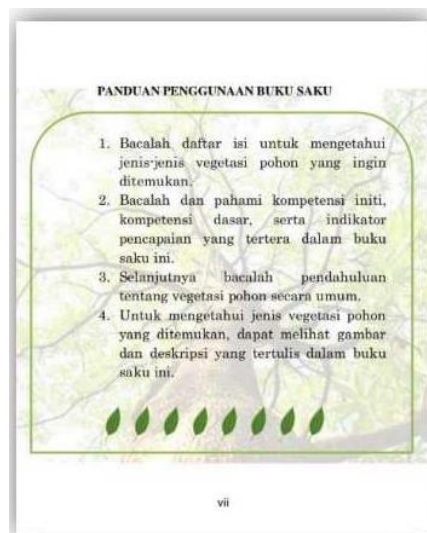 PANDUAN PENGGUNAAN BUKU SAKU
1. Bacalah daftar isi untuk mengetahui
jenis-jenis vegetasi pohon yang ingin
ditemukan.
2. Bacalah dan pahami kompetensi initi,
kompetensi dasar, serta indikator
pencapaian yang tertera dalam buku
saku ini.
3. Selanjutnya bacalah pendahuluan
tentang vegetasi pohon secara umum.
4. Untuk mengetahui jenis vegetasi pohon
yang ditemukan, dapat melihat gambar
dan deskripsi yang tertulis dalam buku
saku ini.
vii